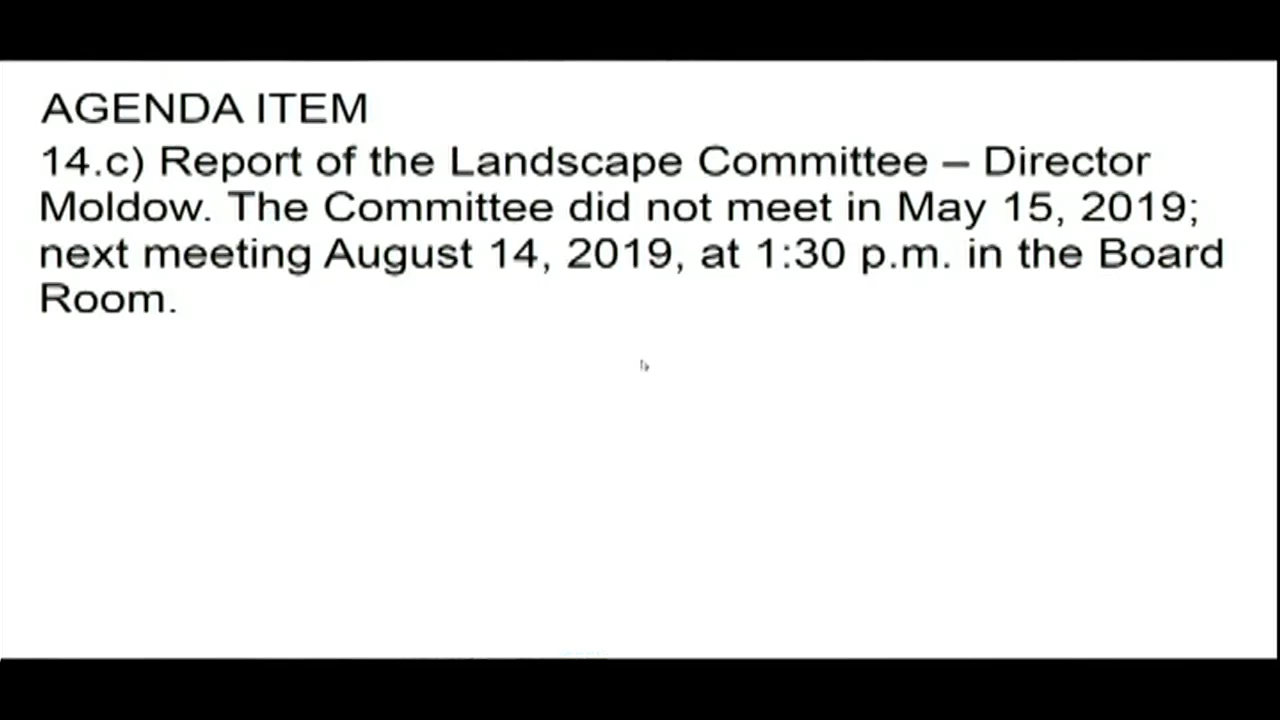 AGENDA ITEM
14.c) Report of the Landscape Committee – Director
Moldow. The Committee did not meet in May 15, 2019;
next meeting August 14, 2019, at 1:30 p.m. in the Board
Room.